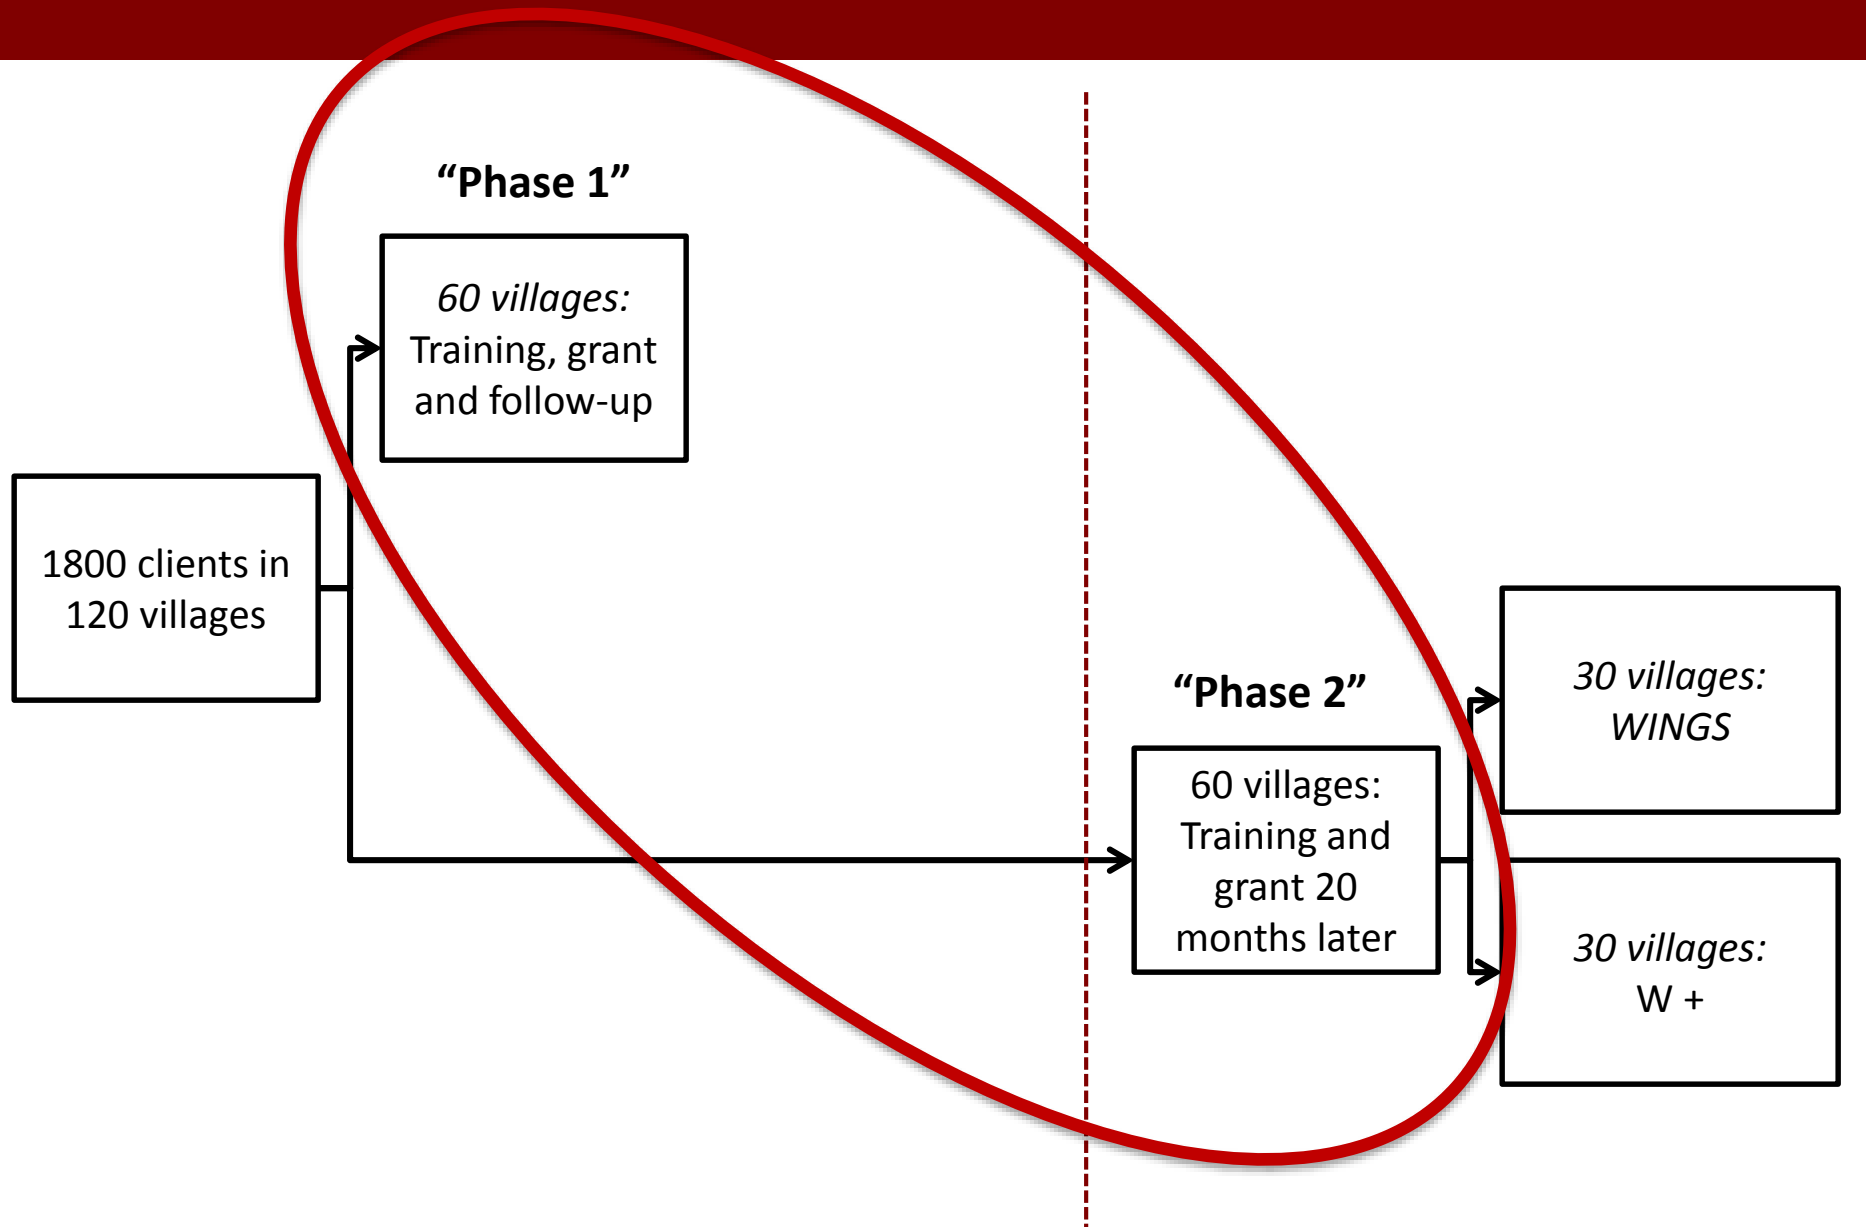 “Phase 1”
60 villages:
Training, grant
and follow-up
1800 clients in
120 villages
“Phase 2”
60 villages:
Training and
grant 20
months later
30 villages:
WINGS
30 villages:
W +